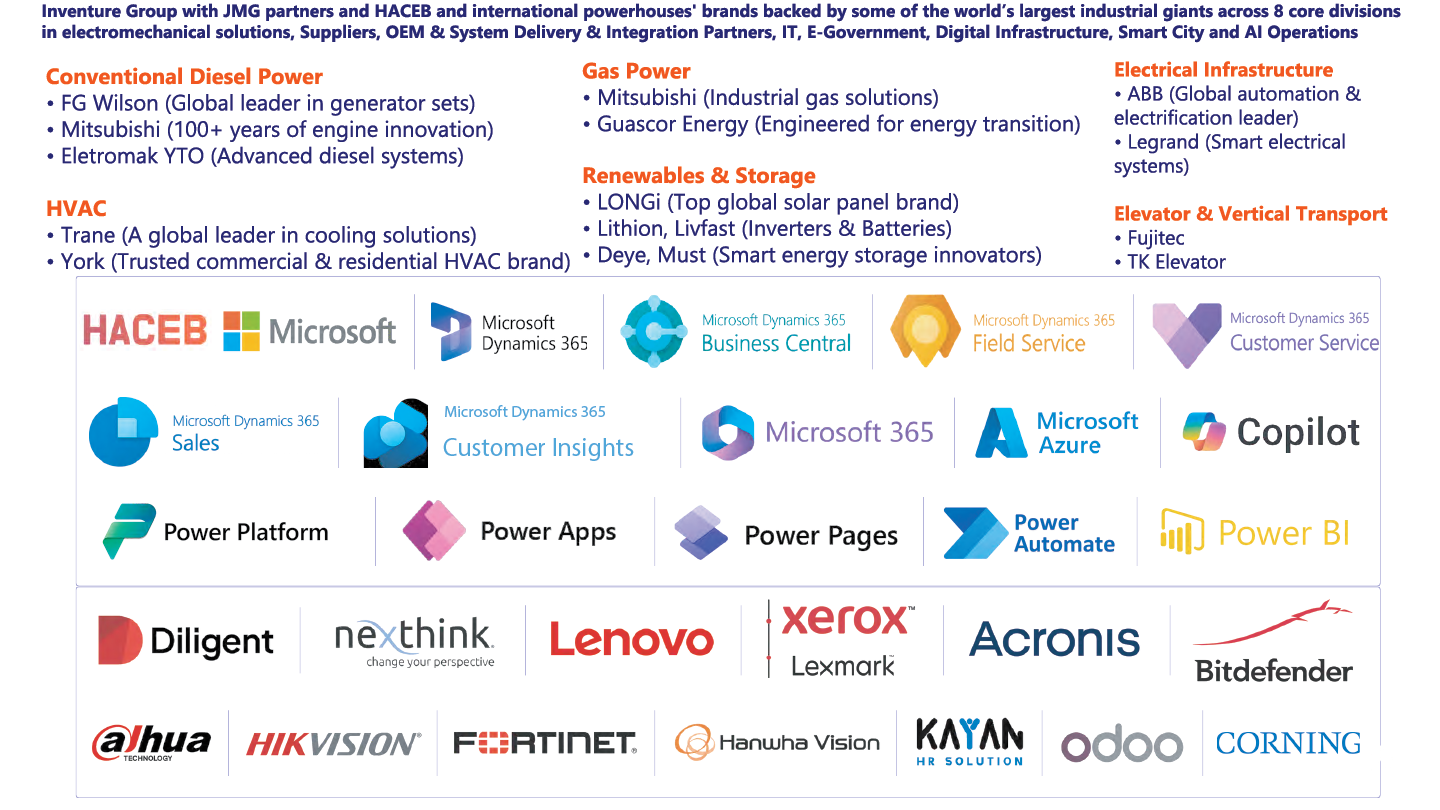 Inventure Group with JMG partners and HACEB and international powerhouses' brands backed by some of the world's largest industrial giants across 8 core divisions
in electromechanical solutions, Suppliers, OEM & System Delivery & Integration Partners, IT, E-Government, Digital Infrastructure, Smart City and AI Operations
Conventional Diesel Power
• FG Wilson (Global leader in generator sets)
• Mitsubishi (100+ years of engine innovation)
• Eletromak YTO (Advanced diesel systems)
HVAC
• Trane (A global leader in cooling solutions)
• York (Trusted commercial & residential HVAC brand)
Gas Power
• Mitsubishi (Industrial gas solutions)
• Guascor Energy (Engineered for energy transition)
Renewables & Storage
• LONGi (Top global solar panel brand)
• Lithion, Livfast (Inverters & Batteries)
• Deye, Must (Smart energy storage innovators)
Electrical Infrastructure
• ABB (Global automation &
electrification leader)
• Legrand (Smart electrical
systems)
Elevator & Vertical Transport
• Fujitec
• TK Elevator
HACEB
Microsoft
Microsoft
Dynamics 365
Microsoft Dynamics 365
Business Central
Microsoft Dynamics 365
Field Service
Microsoft Dynamics 365
Customer Service
Microsoft Dynamics 365
Sales
Microsoft Dynamics 365
Customer Insights
Microsoft 365
Microsoft
Azure
Copilot
Power Platform
Power Apps
Power Pages
Power
Automate
Power BI
Diligent
nexthink
change your perspective
Lenovo
xerox™
Lexmark™
Acronis
Bitdefender
alhua
TECHNOLOGY
HIKVISION®
FORTINET®
Hanwha Vision
KAYAN
HR SOLUTION
odoo
CORNING